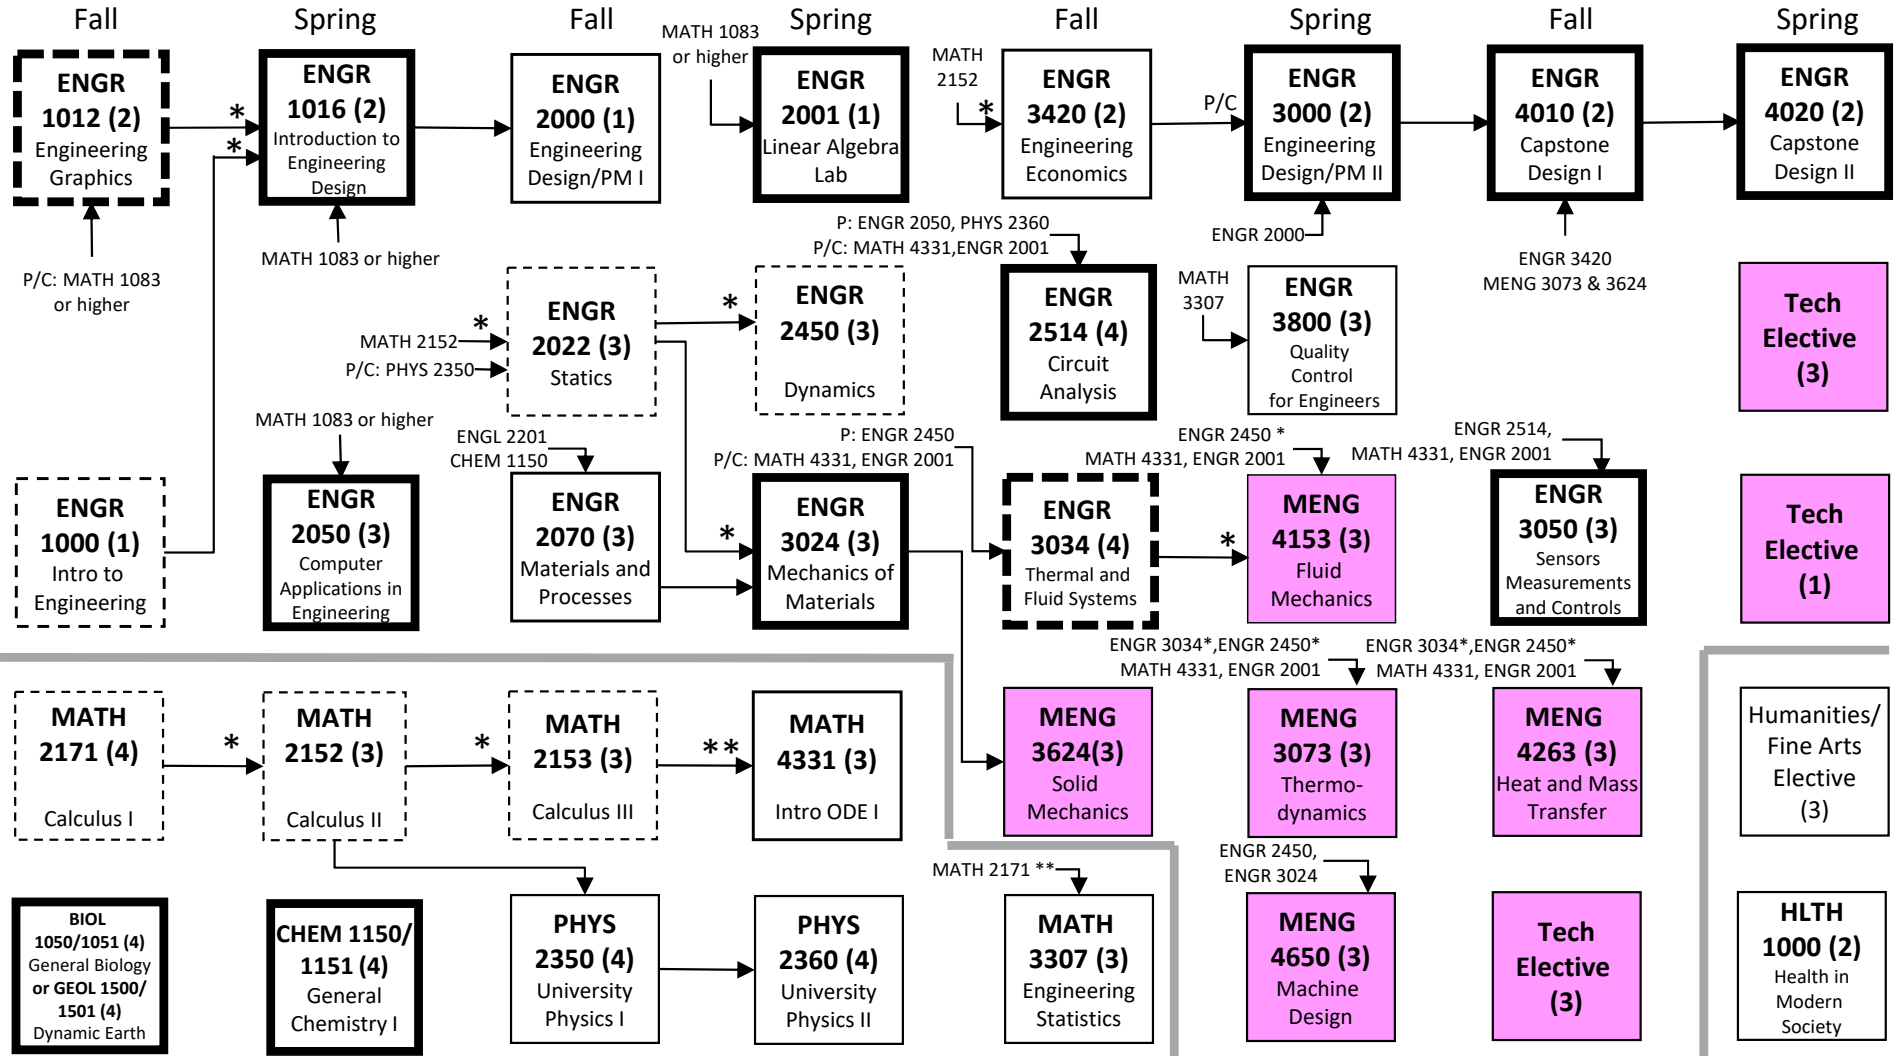 Fall
Spring
Fall
Spring
Fall
Spring
Fall
Spring
ENGR
1012 (2)
Engineering
Graphics
P/C: MATH 1083
or higher
*
*
ENGR
1016 (2)
Introduction to
Engineering
Design
MATH 1083 or higher
ENGR
2000 (1)
Engineering
Design/PM I
MATH 1083
or higher
ENGR
2001 (1)
Linear Algebra
Lab
MATH
2152
*
ENGR
3420 (2)
Engineering
Economics
P/C
ENGR
3000 (2)
Engineering
Design/PM II
ENGR 2000
ENGR
4010 (2)
Capstone
Design I
ENGR 3420
MENG 3073 & 3624
ENGR
4020 (2)
Capstone
Design II
MATH 2152
*
P/C: PHYS 2350
ENGR
2022 (3)
Statics
*
ENGR
2450 (3)
Dynamics
P: ENGR 2050, PHYS 2360
P/C: MATH 4331,ENGR 2001
ENGR
2514 (4)
Circuit
Analysis
MATH
3307
ENGR
3800 (3)
Quality
Control
for Engineers
Tech
Elective
(3)
ENGR
1000 (1)
Intro to
Engineering
MATH 1083 or higher
ENGR
2050 (3)
Computer
Applications in
Engineering
ENGL 2201
CHEM 1150
ENGR
2070 (3)
Materials and
Processes
*
ENGR
3024 (3)
Mechanics of
Materials
P: ENGR 2450
P/C: MATH 4331, ENGR 2001
ENGR
3034 (4)
Thermal and
Fluid Systems
*
ENGR 2450 *
MATH 4331, ENGR 2001
MENG
4153 (3)
Fluid
Mechanics
ENGR 2514,
MATH 4331, ENGR 2001
ENGR
3050 (3)
Sensors
Measurements
and Controls
Tech
Elective
(1)
MATH
2171 (4)
Calculus I
*
MATH
2152 (3)
Calculus II
*
MATH
2153 (3)
Calculus III
**
MATH
4331 (3)
Intro ODE I
MENG
3624(3)
Solid
Mechanics
ENGR 3034*,ENGR 2450*
MATH 4331, ENGR 2001
MENG
3073 (3)
Thermo-
dynamics
ENGR 3034*,ENGR 2450*
MATH 4331, ENGR 2001
MENG
4263 (3)
Heat and Mass
Transfer
Humanities/
Fine Arts
Elective
(3)
BIOL
1050/1051 (4)
General Biology
or GEOL 1500/
1501 (4)
Dynamic Earth
CHEM 1150/
1151 (4)
General
Chemistry I
PHYS
2350 (4)
University
Physics I
PHYS
2360 (4)
University
Physics II
MATH 2171 **
MATH
3307 (3)
Engineering
Statistics
ENGR 2450,
ENGR 3024
MENG
4650 (3)
Machine
Design
Tech
Elective
(3)
HLTH
1000 (2)
Health in
Modern
Society